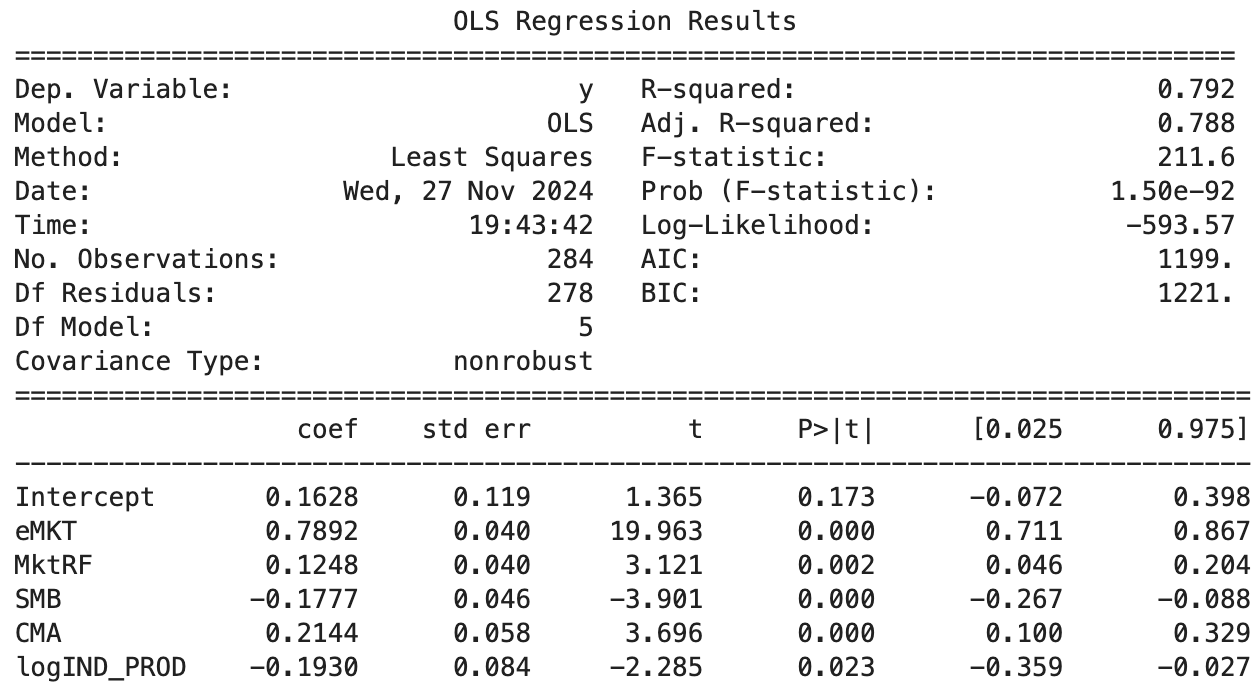 OLS Regression Results
==============================================================================
Dep. Variable:                      y   R-squared:                       0.792
Model:                            OLS   Adj. R-squared:                  0.788
Method:                 Least Squares   F-statistic:                     211.6
Date:                Wed, 27 Nov 2024   Prob (F-statistic):           1.50e-92
Time:                        19:43:42   Log-Likelihood:                -593.57
No. Observations:                 284   AIC:                             1199.
Df Residuals:                     278   BIC:                             1221.
Df Model:                           5
Covariance Type:            nonrobust
===============================================================================
                  coef    std err          t      P>|t|      [0.025      0.975]
-------------------------------------------------------------------------------
Intercept       0.1628      0.119      1.365      0.173      -0.072       0.398
eMKT            0.7892      0.040     19.963      0.000       0.711       0.867
MktRF           0.1248      0.040      3.121      0.002       0.046       0.204
SMB            -0.1777      0.046     -3.901      0.000      -0.267      -0.088
CMA             0.2144      0.058      3.696      0.000       0.100       0.329
logIND_PROD    -0.1930      0.084     -2.285      0.023      -0.359      -0.027